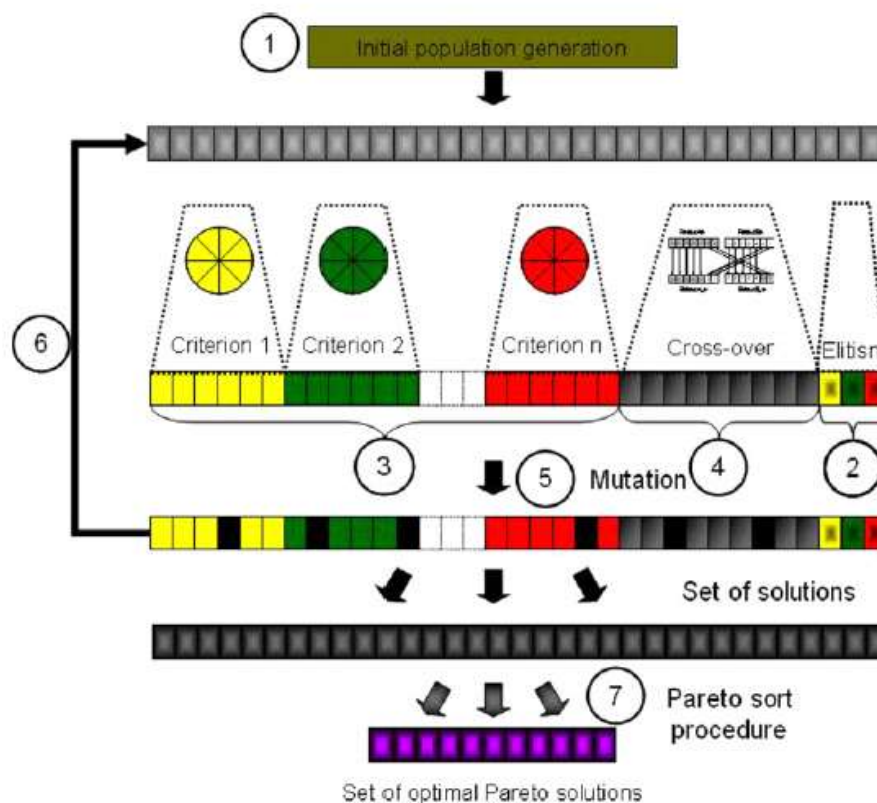 1
Initial population generation
6
Criterion 1
Criterion 2
Criterion n
Cross-over
Elitism
3
4
2
5
Mutation
Set of solutions
7
Pareto sort
procedure
Set of optimal Pareto solutions